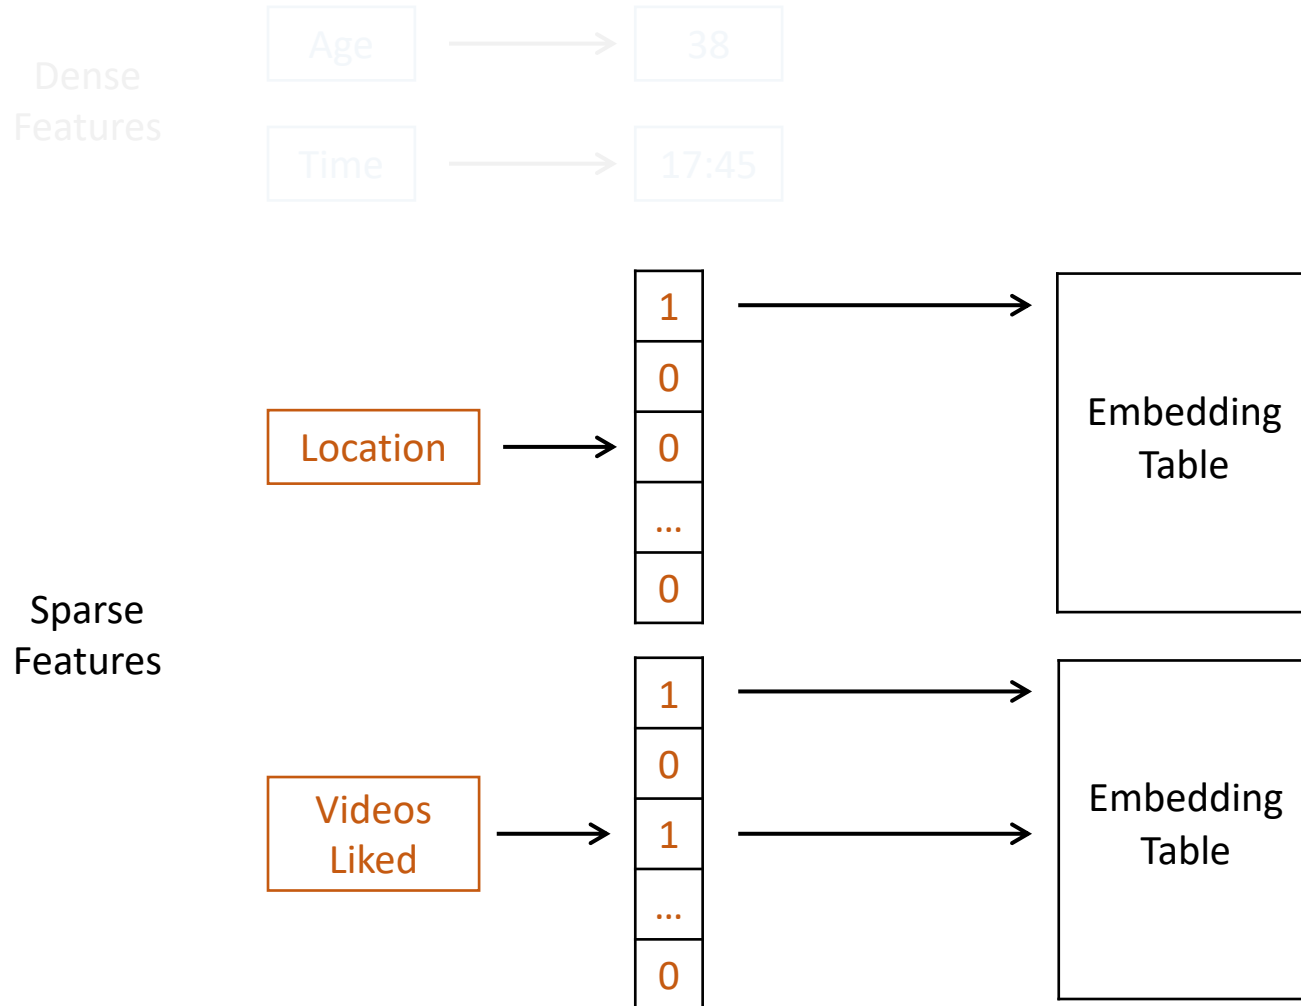 Dense
Features
Age
38
Time
17:45
Sparse
Features
Location
1
0
0
...
0
Embedding
Table
Videos
Liked
1
0
1
...
0
Embedding
Table